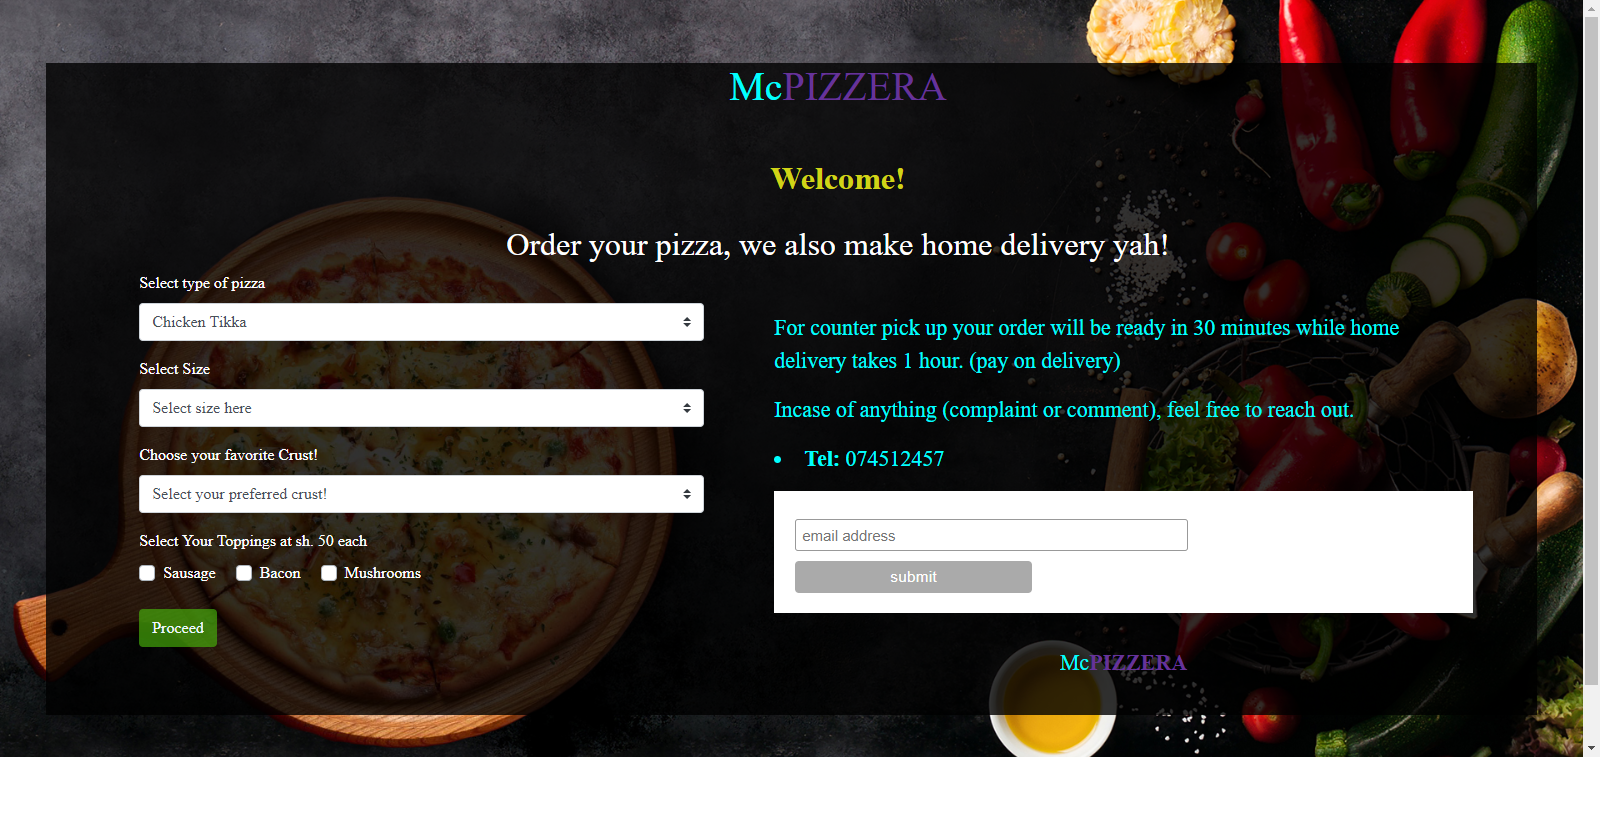 McPIZZERA
Welcome!
Order your pizza, we also make home delivery yah!
Select type of pizza
Chicken Tikka
Select Size
Select size here
Choose your favorite Crust!
Select your preferred crust!
Select Your Toppings at sh. 50 each
Sausage Bacon Mushrooms
Proceed
For counter pick up your order will be ready in 30 minutes while home
delivery takes 1 hour. (pay on delivery)
Incase of anything (complaint or comment), feel free to reach out.
• Tel: 074512457
email address
submit
McPIZZERA